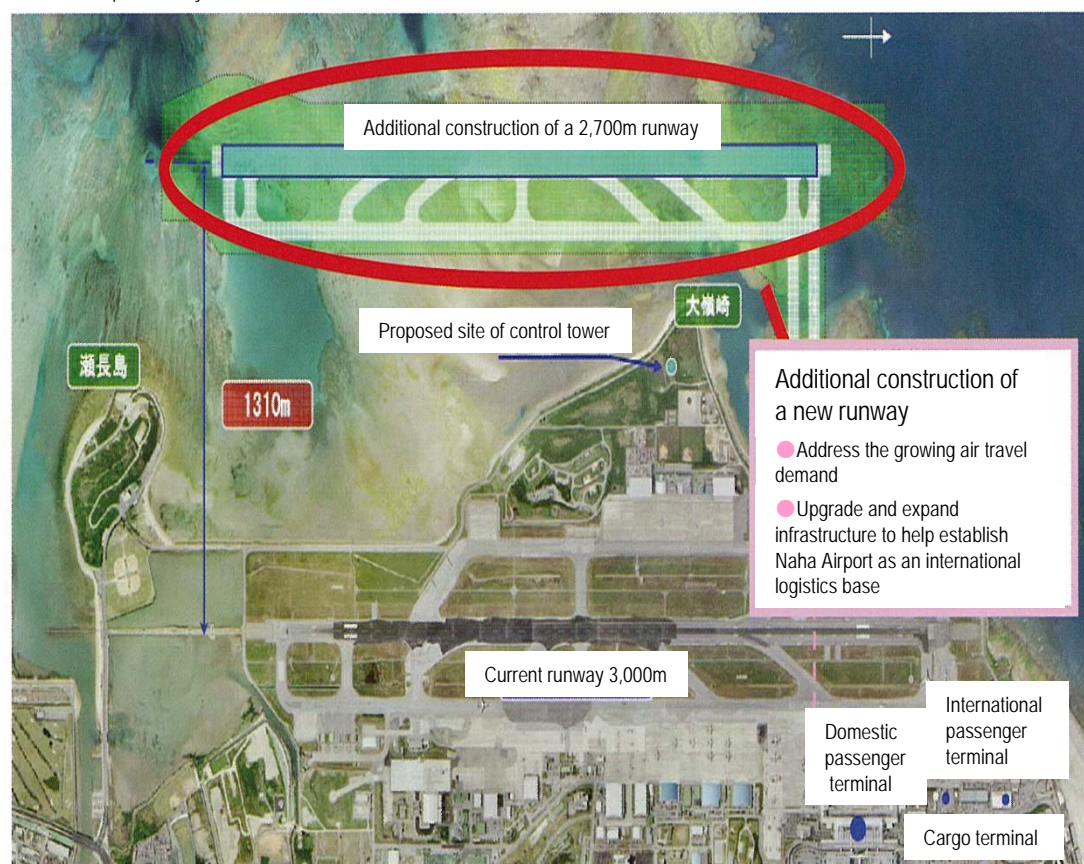 Additional construction of a 2,700m runway
Proposed site of control tower
大嶺崎
瀬長島
1310m
Additional construction of
a new runway
●Address the growing air travel
demand
●Upgrade and expand
infrastructure to help establish
Naha Airport as an international
logistics base
Current runway 3,000m
Domestic
passenger
terminal
International
passenger
terminal
Cargo terminal